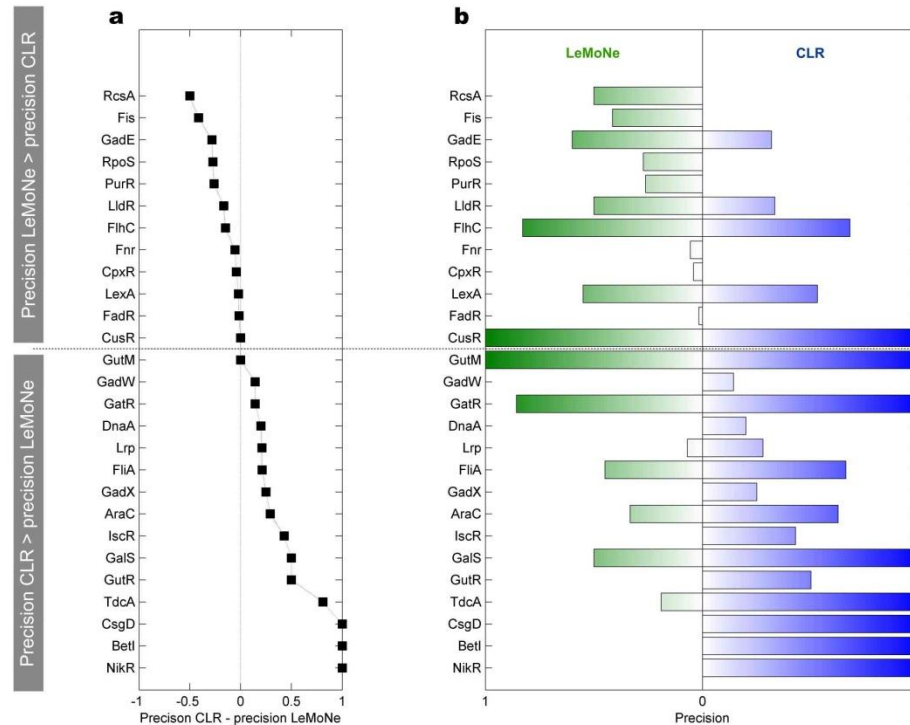 a
b
Precision LeMoNe > precision CLR
Precision CLR > precision LeMoNe
LeMoNe
CLR
RcsA
Fis
GadE
RpoS
PurR
LldR
FlhC
Fnr
CpxR
LexA
FadR
CusR
GutM
GadW
GatR
DnaA
Lrp
FliA
GadX
AraC
IscR
GalS
GutR
TdcA
CsgD
BetI
NikR
-1 -0.5 0 0.5 1
Precison CLR - precision LeMoNe
RcsA
Fis
GadE
RpoS
PurR
LldR
FlhC
Fnr
CpxR
LexA
FadR
CusR
GutM
GadW
GatR
DnaA
Lrp
FliA
GadX
AraC
IscR
GalS
GutR
TdcA
CsgD
BetI
NikR
1 0
Precision